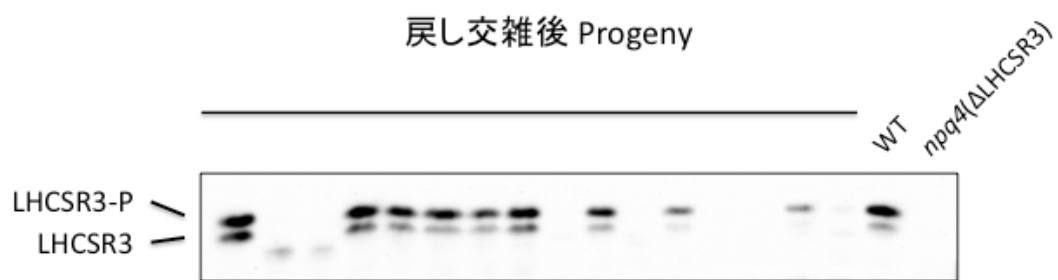 戻し交雑後 Progeny
WT
npq4(ΔLHCSR3)
LHCSR3-P
LHCSR3